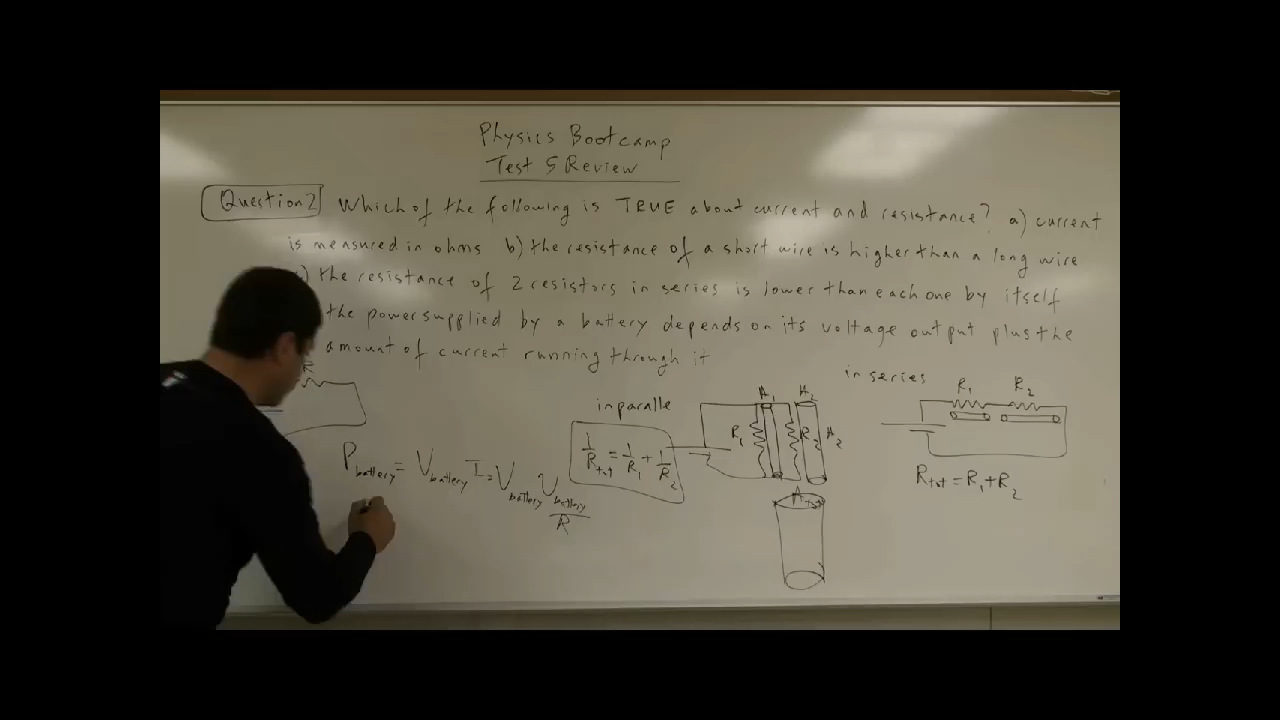 Physics Bootcamp
Test 5 Review
Question 2 Which of the following is TRUE about current and resistance? a) current
is measured in ohms b) the resistance of a short wire is higher than a long wire
) the resistance of 2 resistors in series is lower than each one by itself
the power supplied by a battery depends on its voltage output plus the
amount of current running through it
R
in paralle
in series
R1 R2
A1 A2
R1 R2 A2
1/Rtot = 1/R1 + 1/R2
Pbattery = Vbattery I = Vbattery Vbattery/R
Rtot = R1 + R2
Atot